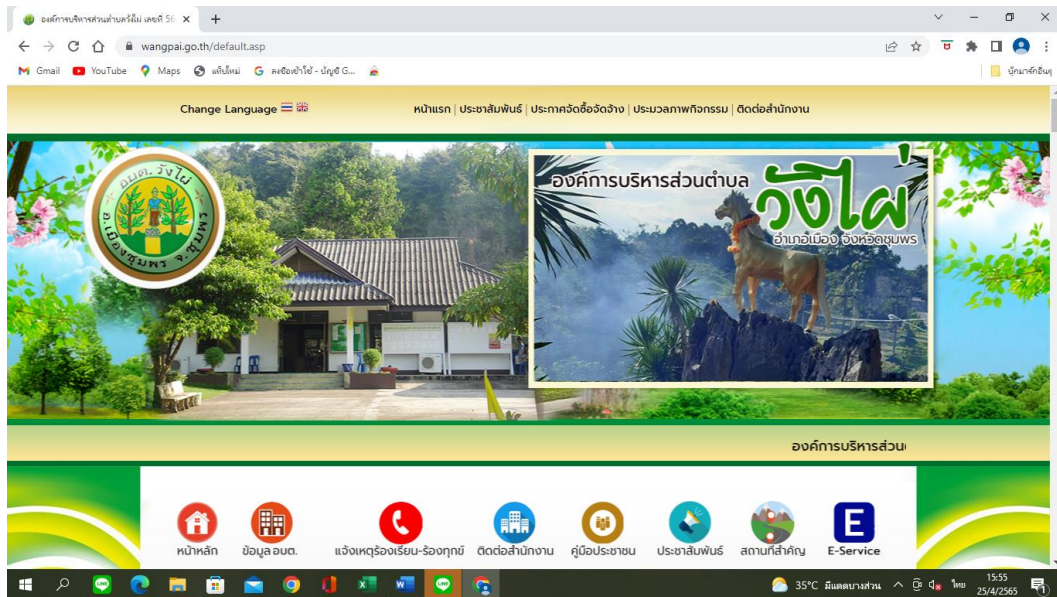 องค์การบริหารส่วนตำบลวังไผ่ เลขที่ 56
wangpai.go.th/default.asp
Gmail YouTube Maps แท็บใหม่ ลงชื่อเข้าใช้ - บัญชี G... บุ๊กมาร์กอื่นๆ
Change Language หน้าแรก | ประชาสัมพันธ์ | ประกาศจัดซื้อจัดจ้าง | ประมวลภาพกิจกรรม | ติดต่อสำนักงาน
อบต. วังไผ่
อ.เมืองชุมพร จ.ชุมพร
องค์การบริหารส่วนตำบล
วังไผ่
อำเภอเมือง จังหวัดชุมพร
องค์การบริหารส่วน
หน้าหลัก ข้อมูล อบต. แจ้งเหตุร้องเรียน-ร้องทุกข์ ติดต่อสำนักงาน คู่มือประชาชน ประชาสัมพันธ์ สถานที่สำคัญ E-Service
35°C มีแดดบางส่วน ไทย 15:55
25/4/2565